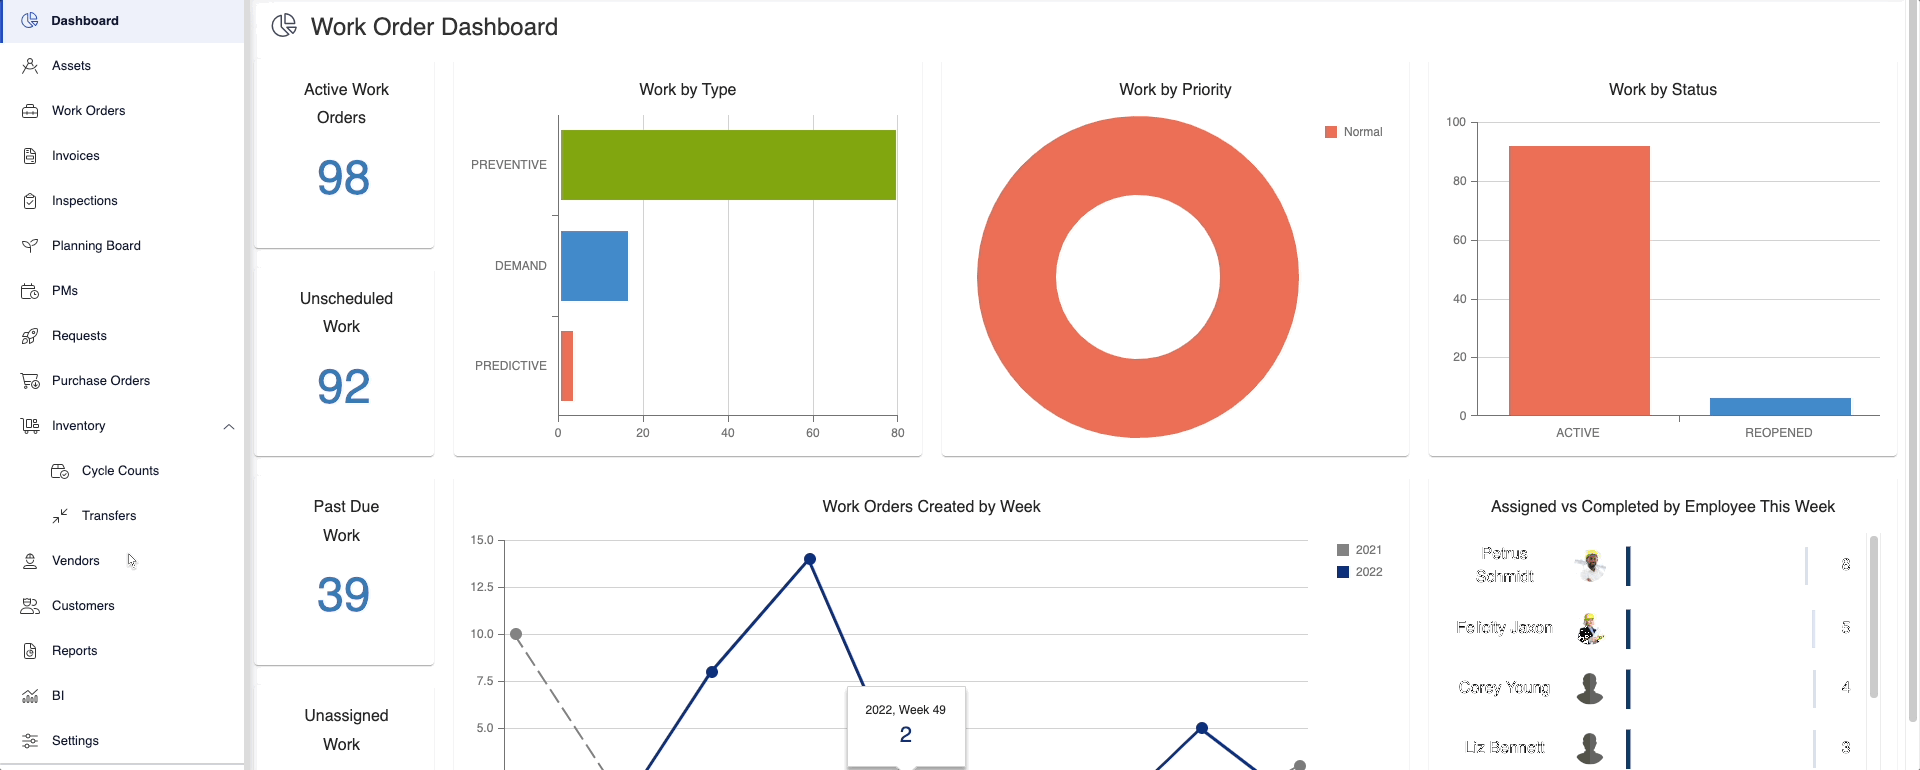 Dashboard
Assets
Work Orders
Invoices
Inspections
Planning Board
PMs
Requests
Purchase Orders
Inventory
Cycle Counts
Transfers
Vendors
Customers
Reports
BI
Settings
Work Order Dashboard
Active Work
Orders
98
Unscheduled
Work
92
Past Due
Work
39
Unassigned
Work
Work by Type
PREVENTIVE
DEMAND
PREDICTIVE
0 20 40 60 80
Work by Priority
Normal
Work by Status
100
80
60
40
20
0
ACTIVE REOPENED
Work Orders Created by Week
15.0
12.5
10.0
7.5
5.0
2021
2022
2022, Week 49
2
Assigned vs Completed by Employee This Week
Petrus
Schmidt
8
Felicity Jaxon
5
Corey Young
4
Liz Bennett
3